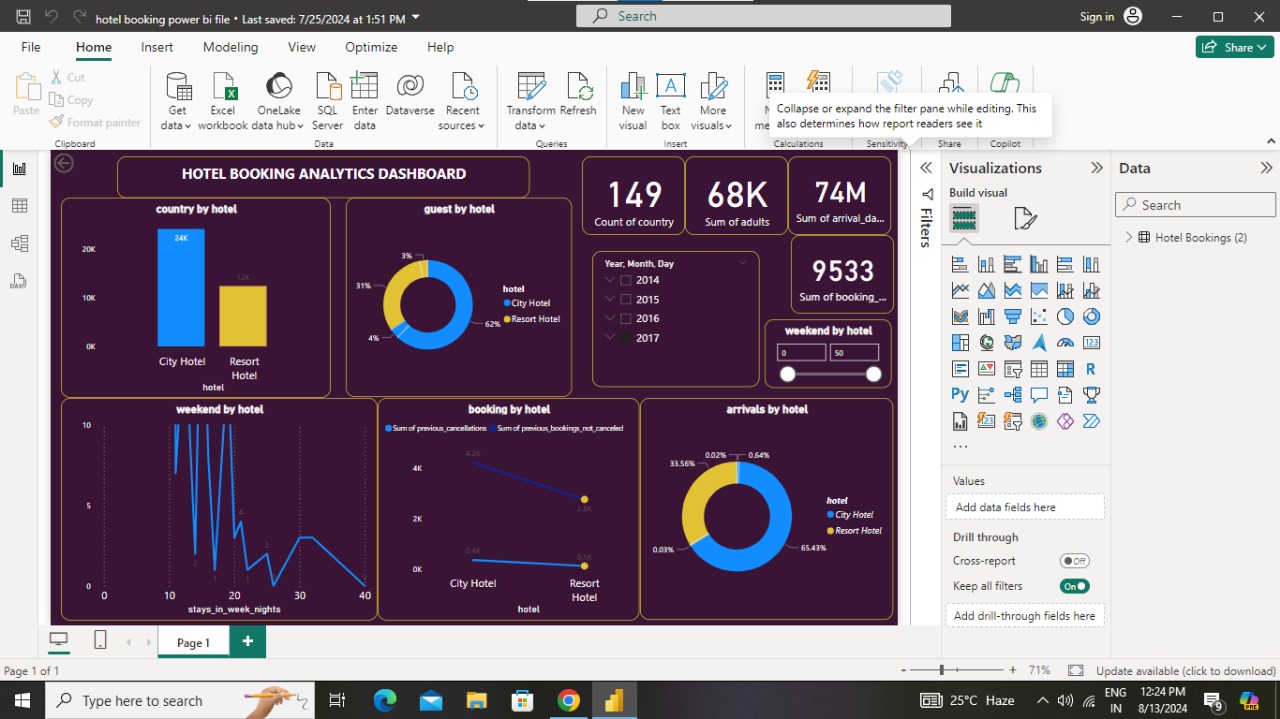 hotel booking power bi file • Last saved: 7/25/2024 at 1:51 PM
Search
Sign in
File Home Insert Modeling View Optimize Help
Share
Paste
Cut
Copy
Format painter
Clipboard
Get data
Excel workbook
OneLake data hub
SQL Server
Enter data
Dataverse
Recent sources
Data
Transform data
Refresh
Queries
New visual
Text box
More visuals
Insert
Calculations
Sensitivity
Share
Copilot
Collapse or expand the filter pane while editing. This
also determines how report readers see it
HOTEL BOOKING ANALYTICS DASHBOARD
149
Count of country
68K
Sum of adults
74M
Sum of arrival_da...
9533
Sum of booking_...
country by hotel
20K
10K
0K
24K
12K
City Hotel
Resort
Hotel
hotel
guest by hotel
3%
31%
4%
62%
hotel
City Hotel
Resort Hotel
Year, Month, Day
2014
2015
2016
2017
weekend by hotel
0 50
weekend by hotel
10
5
0
2
1
4
1
2
0
0 10 20 30 40
stays_in_week_nights
booking by hotel
Sum of previous_cancellations Sum of previous_bookings_not_canceled
4K
2K
0K
4.2K
2.8K
0.4K
0.1K
City Hotel
Resort
Hotel
hotel
arrivals by hotel
0.02%
0.64%
33.56%
0.03%
65.43%
hotel
City Hotel
Resort Hotel
Filters
Visualizations
Build visual
123
R
Py
123
...
Values
Add data fields here
Drill through
Cross-report
Off
Keep all filters
On
Add drill-through fields here
Data
Search
Hotel Bookings (2)
Page 1
+
Page 1 of 1
- + 71%
Update available (click to download)
Type here to search
25°C Haze
ENG
IN
12:24 PM
8/13/2024
9